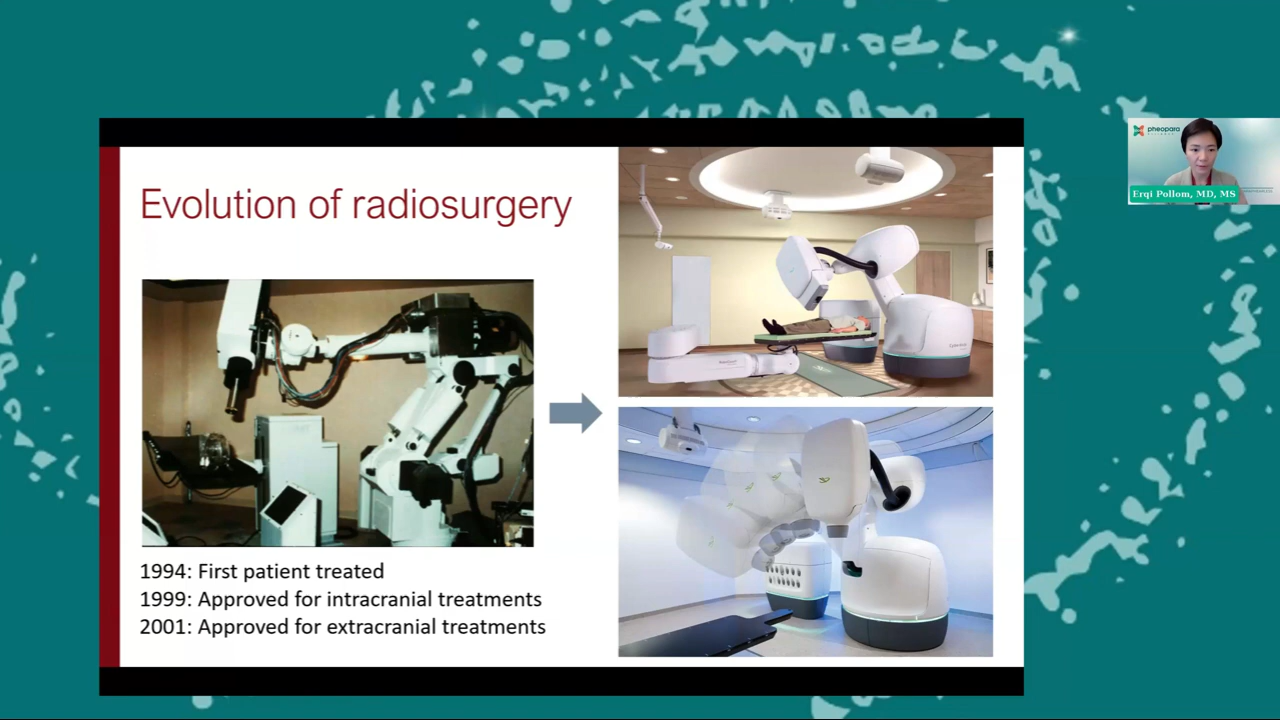 Evolution of radiosurgery
1994: First patient treated
1999: Approved for intracranial treatments
2001: Approved for extracranial treatments
pheopara
Erqi Pollom, MD, MS